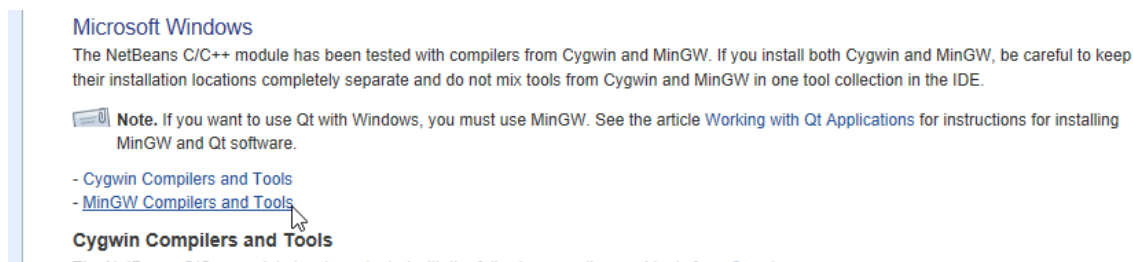 Microsoft Windows
The NetBeans C/C++ module has been tested with compilers from Cygwin and MinGW. If you install both Cygwin and MinGW, be careful to keep
their installation locations completely separate and do not mix tools from Cygwin and MinGW in one tool collection in the IDE.
Note. If you want to use Qt with Windows, you must use MinGW. See the article Working with Qt Applications for instructions for installing
MinGW and Qt software.
- Cygwin Compilers and Tools
- MinGW Compilers and Tools
Cygwin Compilers and Tools